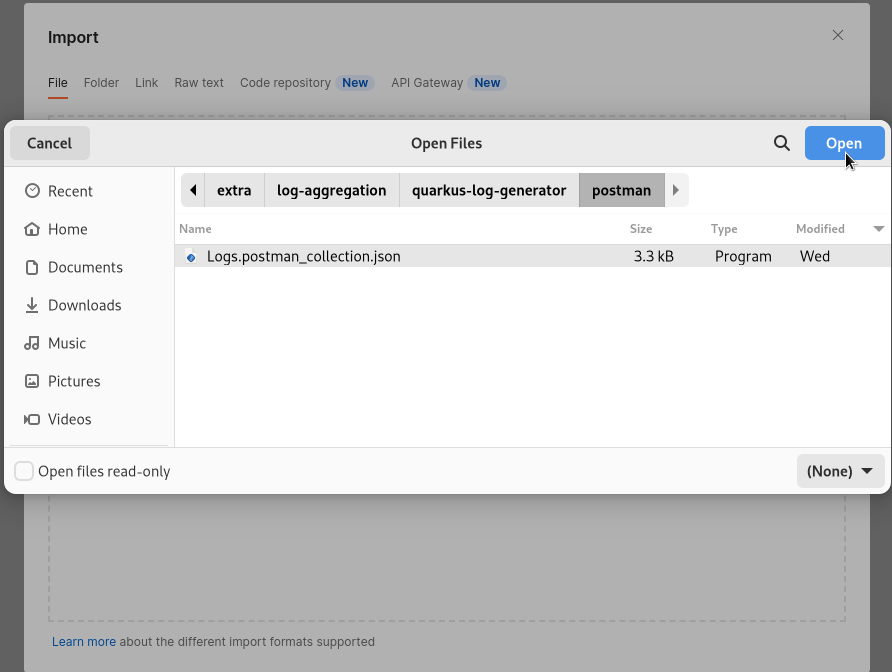 Import
File Folder Link Raw text Code repository New API Gateway New
Cancel Open Files Open
Recent
Home
Documents
Downloads
Music
Pictures
Videos
extra log-aggregation quarkus-log-generator postman
Name Size Type Modified
Logs.postman_collection.json 3.3 kB Program Wed
Open files read-only (None)
Learn more about the different import formats supported